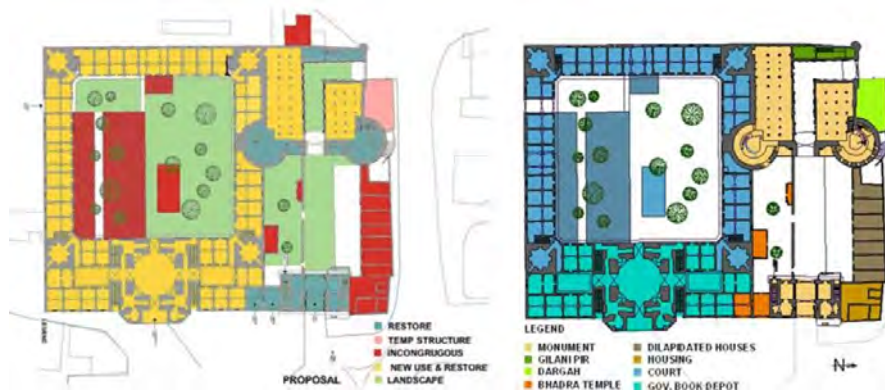 RESTORE
TEMP STRUCTURE
INCONGRUGOUS
NEW USE & RESTORE
LANDSCAPE
PROPOSAL
LEGEND
MONUMENT
GILANI PIR
DARGAH
BHADRA TEMPLE
DILAPIDATED HOUSES
HOUSING
COURT
GOV. BOOK DEPOT
N